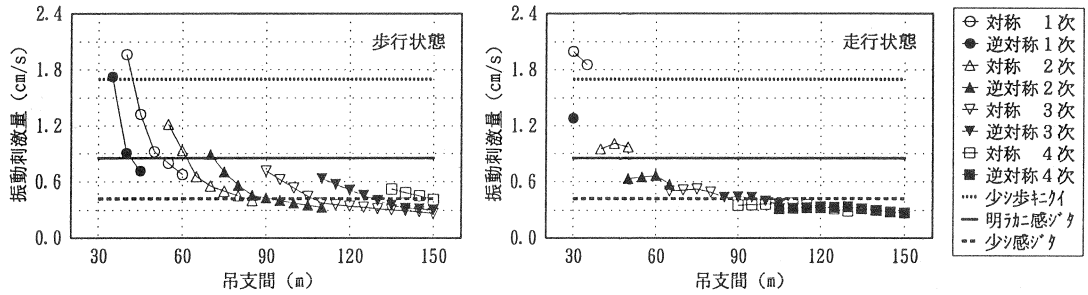 2.4
1.8
1.2
0.6
0.0
振動刺激量 (cm/s)
歩行状態
30 60 90 120 150
吊支間 (m)
2.4
1.8
1.2
0.6
0.0
振動刺激量 (cm/s)
走行状態
30 60 90 120 150
吊支間 (m)
対称 1次
逆対称1次
対称 2次
逆対称2次
対称 3次
逆対称3次
対称 4次
逆対称4次
少シ歩キニクイ
明ラカニ感ジタ
少シ感ジタ